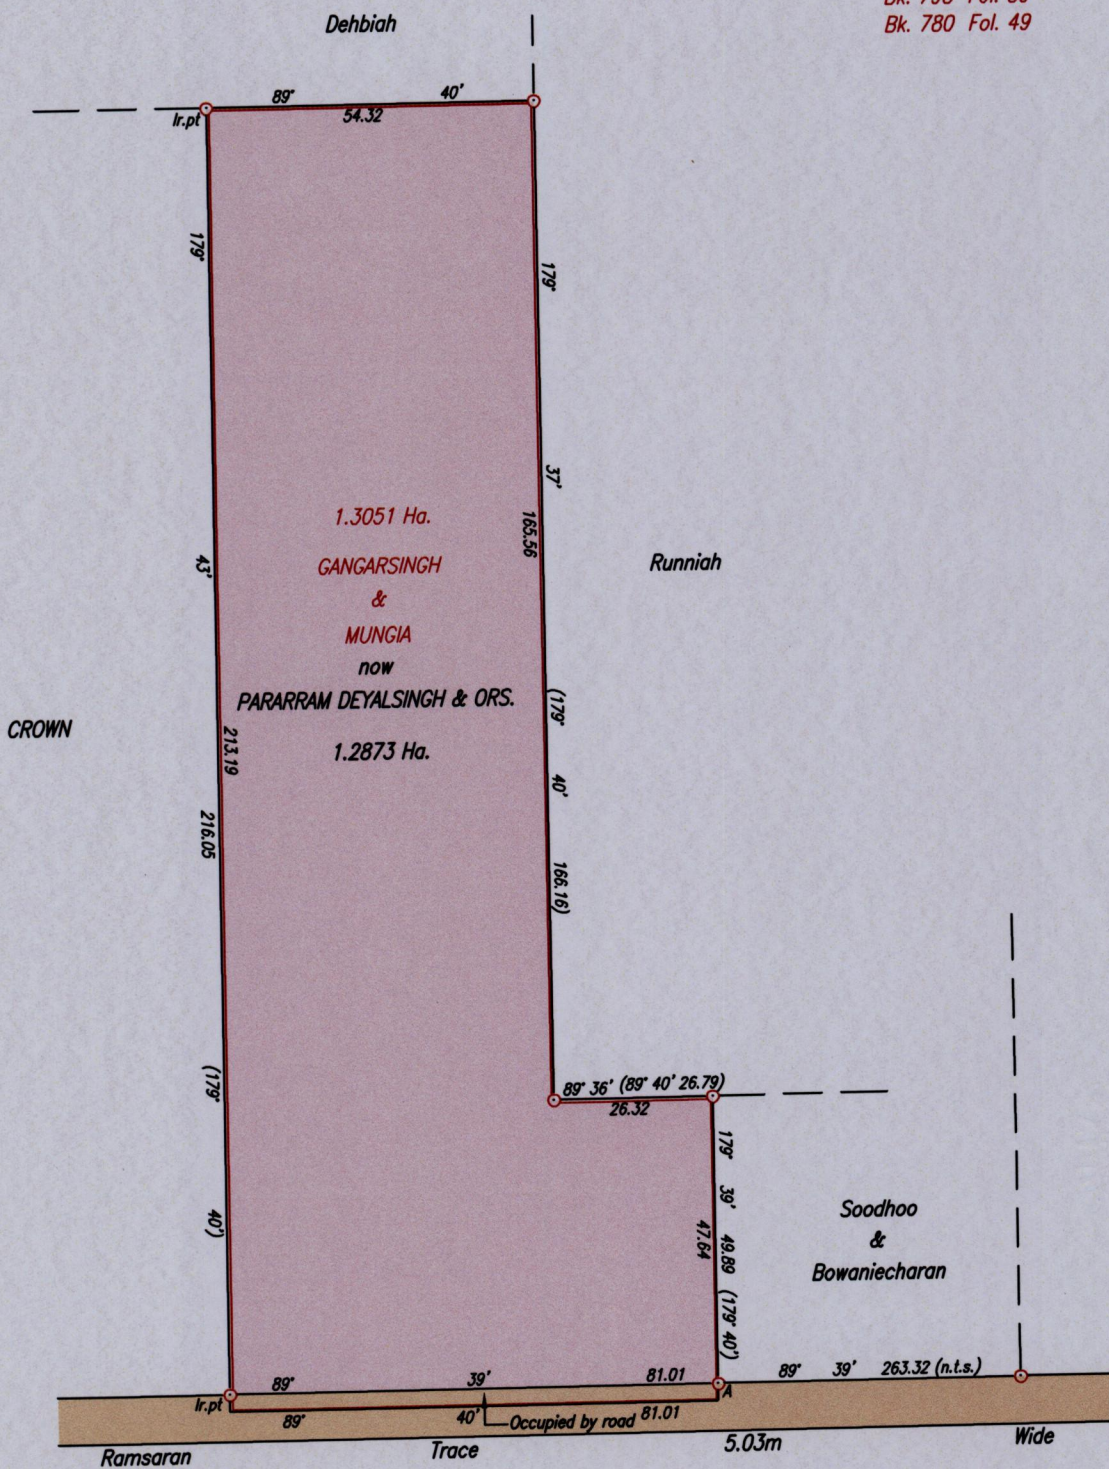 Bk. 780 Fol. 49
Dehbiah
89° 40'
Ir.pt
54.32
179°
179°
37'
165.56
1.3051 Ha.
43'
GANGARSINGH
&
MUNGIA
now
PARARRAM DEYALSINGH & ORS.
1.2873 Ha.
Runniah
CROWN
213.19
216.05
(179° 40' 166.16)
(179° 40')
89° 36' (89° 40' 26.79)
26.32
179° 39' 49.89 (179° 40')
47.64
Soodhoo
&
Bowaniecharan
89° 39' 81.01
89° 39' 263.32 (n.t.s.)
Ir.pt
A
89° 40' Occupied by road 81.01
Ramsaran Trace 5.03m Wide